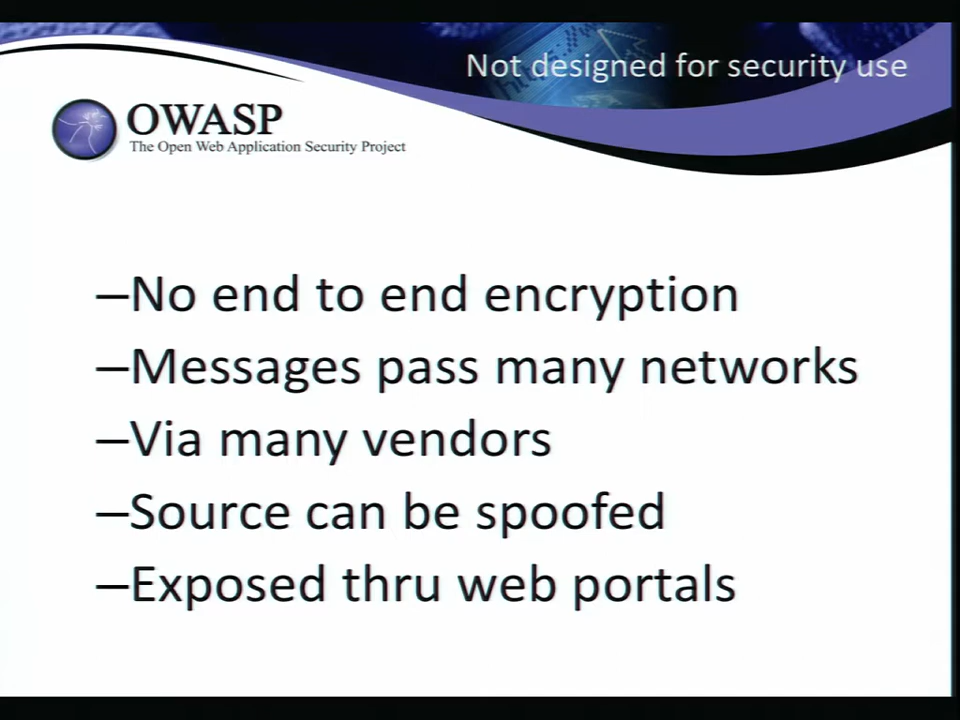 Not designed for security use
OWASP
The Open Web Application Security Project
–No end to end encryption
–Messages pass many networks
–Via many vendors
–Source can be spoofed
–Exposed thru web portals